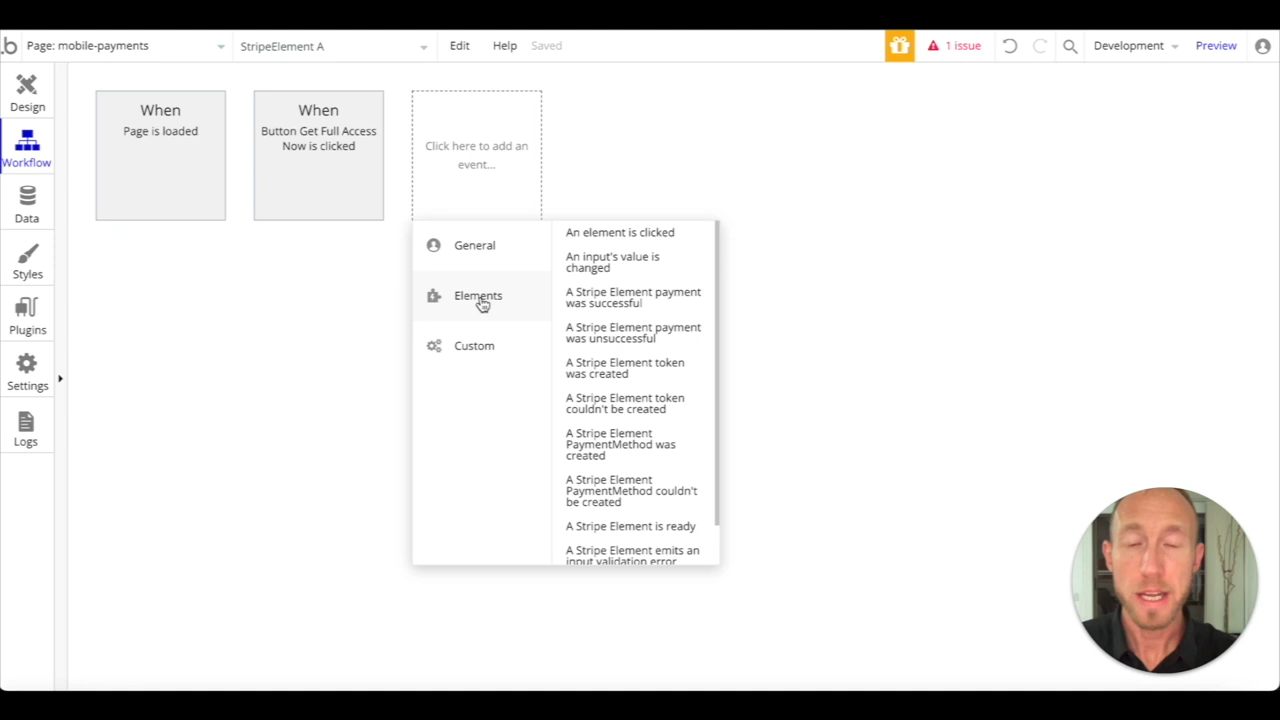 b
Page: mobile-payments
StripeElement A
Edit
Help
Saved
1 issue
Development
Preview
Design
Workflow
Data
Styles
Plugins
Settings
Logs
When
Page is loaded
When
Button Get Full Access
Now is clicked
Click here to add an
event...
General
Elements
Custom
An element is clicked
An input's value is
changed
A Stripe Element payment
was successful
A Stripe Element payment
was unsuccessful
A Stripe Element token
was created
A Stripe Element token
couldn't be created
A Stripe Element
PaymentMethod was
created
A Stripe Element
PaymentMethod couldn't
be created
A Stripe Element is ready
A Stripe Element emits an
input validation error